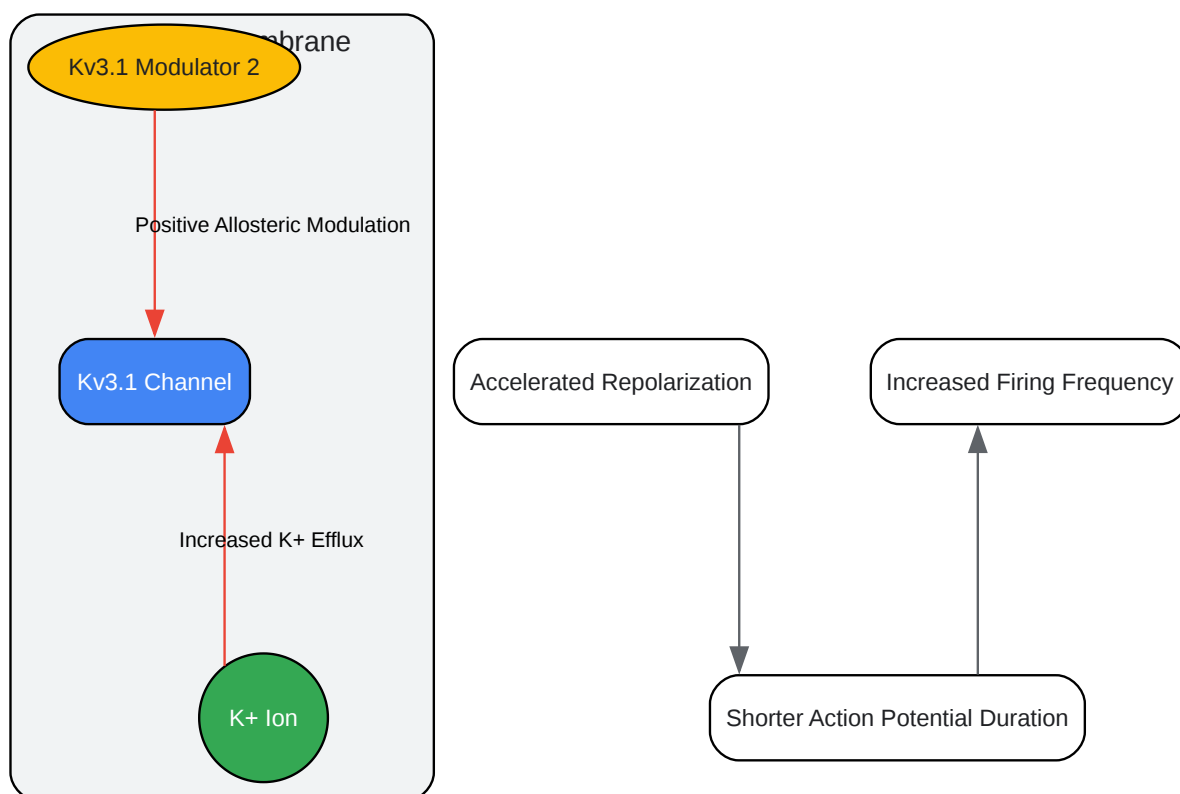 Kv3.1 Modulator 2
Positive Allosteric Modulation
Kv3.1 Channel
Accelerated Repolarization
Increased Firing Frequency
Increased K+ Efflux
K+ Ion
Shorter Action Potential Duration